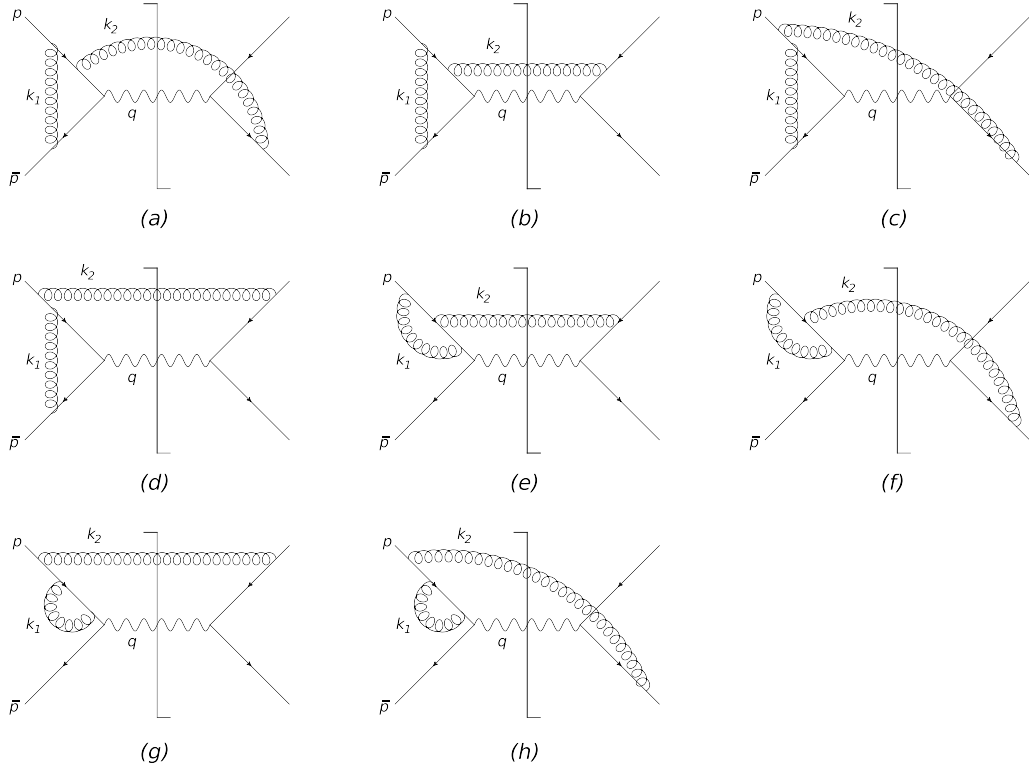 p k₂ k₁ q p̅ (a)
p k₂ k₁ q p̅ (b)
p k₂ k₁ q p̅ (c)
p k₂ k₁ q p̅ (d)
p k₂ k₁ q p̅ (e)
p k₂ k₁ q p̅ (f)
p k₂ k₁ q p̅ (g)
p k₂ k₁ q p̅ (h)